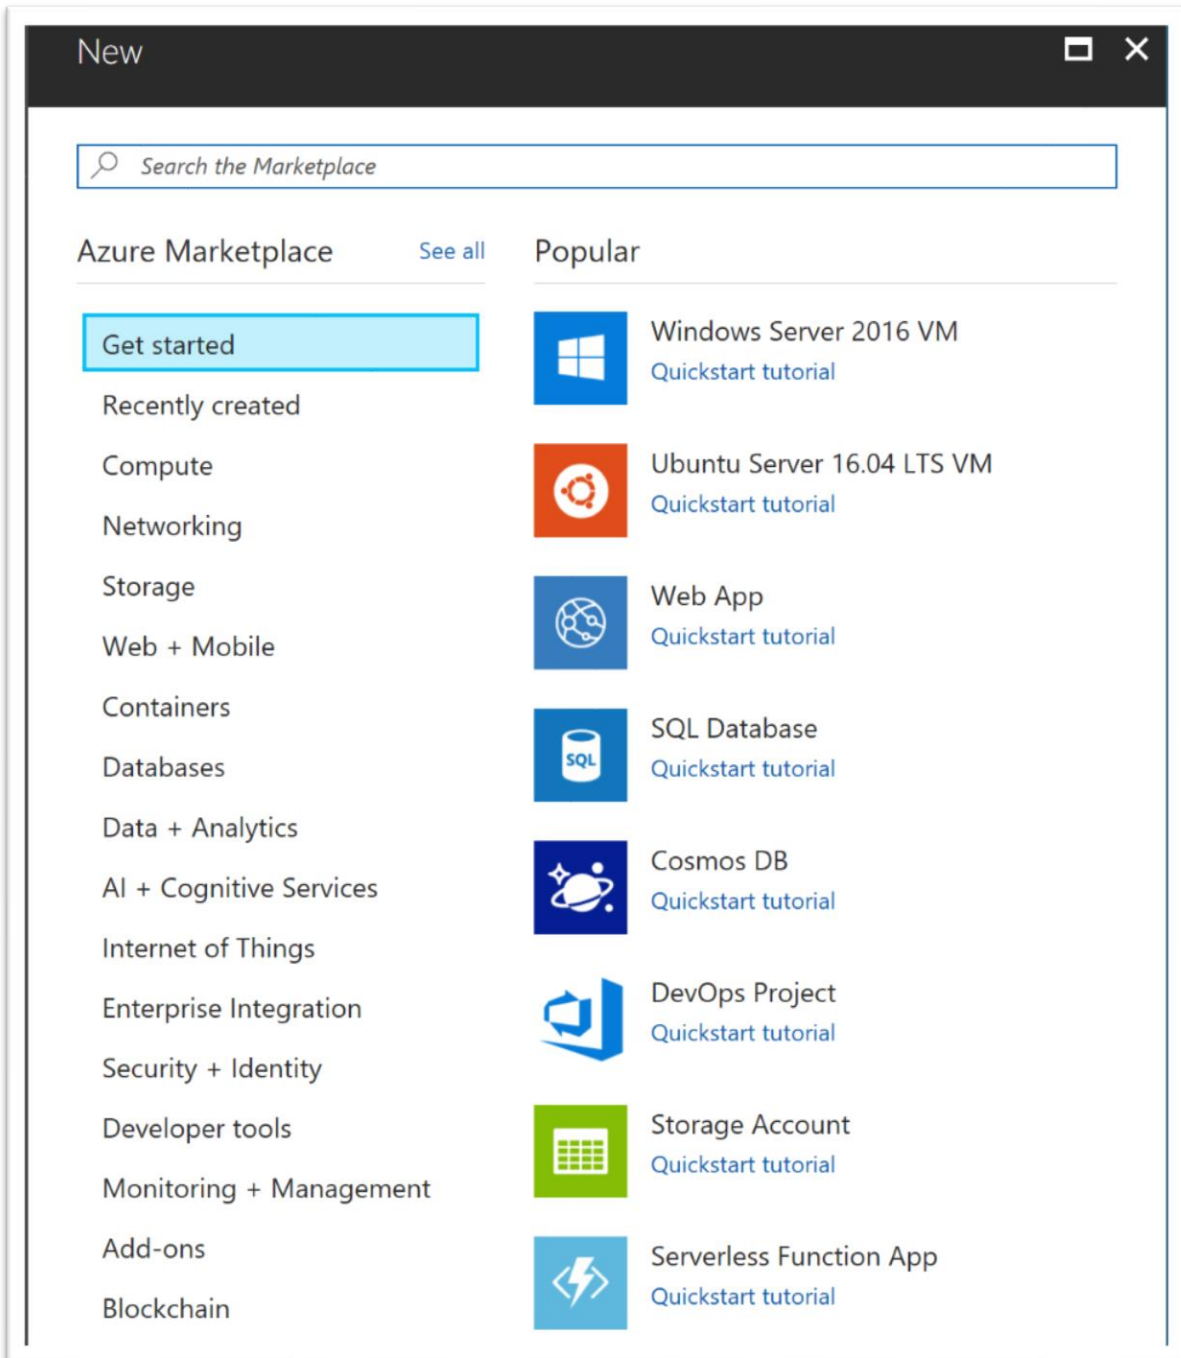 New
Search the Marketplace
Azure Marketplace
See all
Get started
Recently created
Compute
Networking
Storage
Web + Mobile
Containers
Databases
Data + Analytics
AI + Cognitive Services
Internet of Things
Enterprise Integration
Security + Identity
Developer tools
Monitoring + Management
Add-ons
Blockchain
Popular
Windows Server 2016 VM
Quickstart tutorial
Ubuntu Server 16.04 LTS VM
Quickstart tutorial
Web App
Quickstart tutorial
SQL
SQL Database
Quickstart tutorial
Cosmos DB
Quickstart tutorial
DevOps Project
Quickstart tutorial
Storage Account
Quickstart tutorial
Serverless Function App
Quickstart tutorial